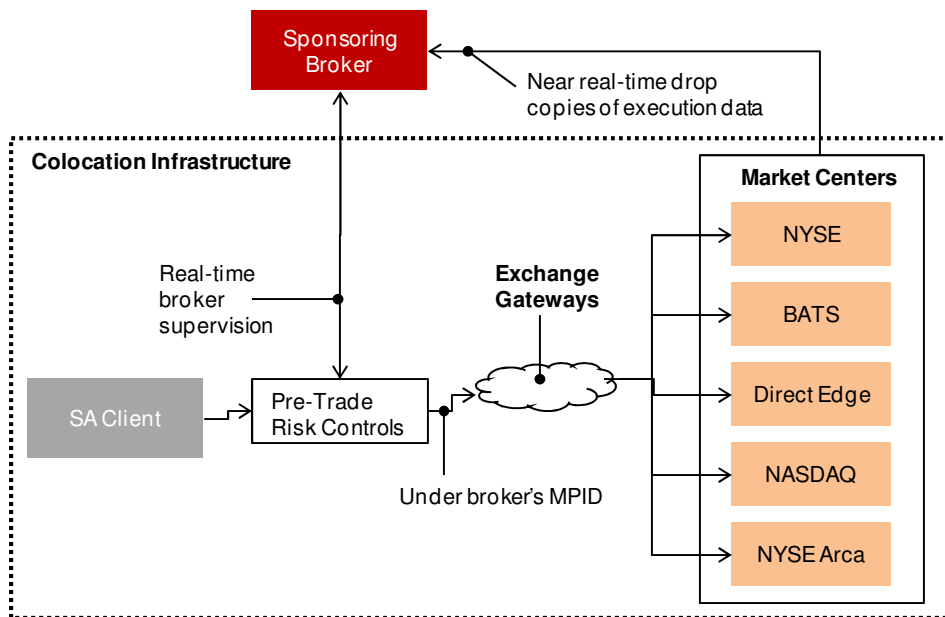 Sponsoring
Broker
Near real-time drop
copies of execution data
Colocation Infrastructure
Market Centers
NYSE
Real-time
broker
supervision
Exchange
Gateways
BATS
SA Client
Pre-Trade
Risk Controls
Direct Edge
Under broker's MPID
NASDAQ
NYSE Arca